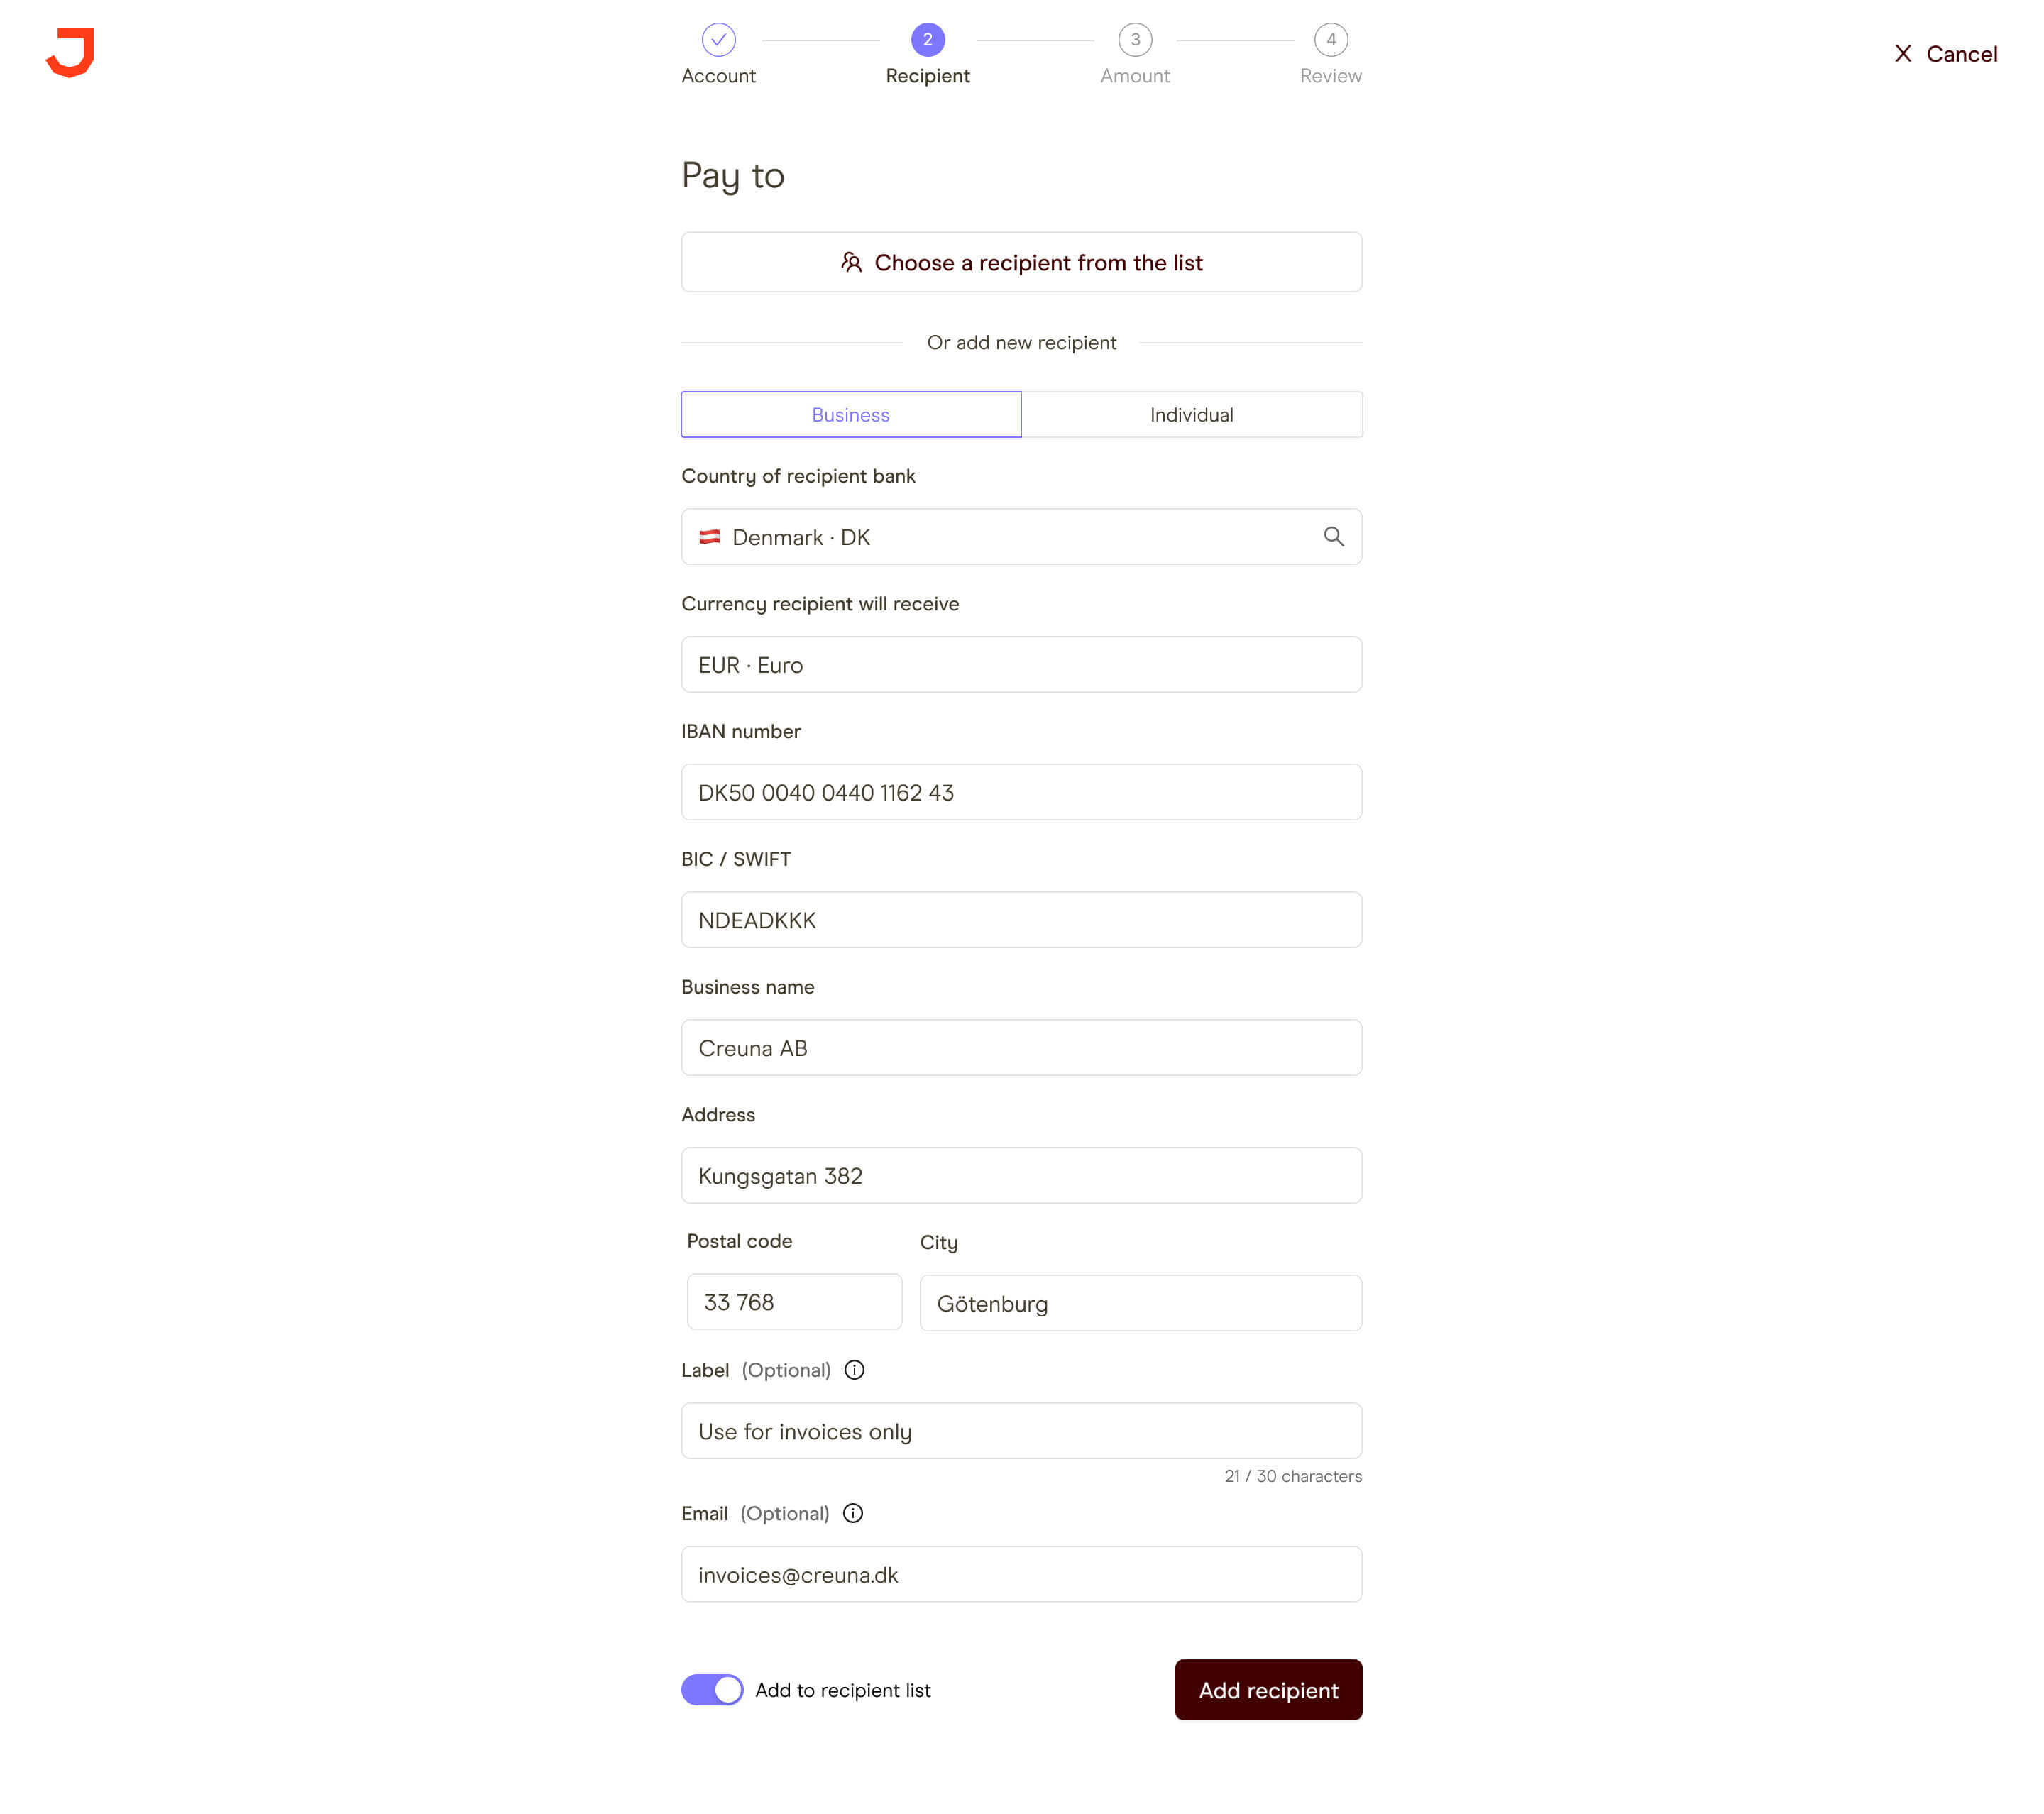 2
3
4
Account
Recipient
Amount
Review
Cancel
Pay to
Choose a recipient from the list
Or add new recipient
Business
Individual
Country of recipient bank
Denmark · DK
Currency recipient will receive
EUR · Euro
IBAN number
DK50 0040 0440 1162 43
BIC / SWIFT
NDEADKKK
Business name
Creuna AB
Address
Kungsgatan 382
Postal code
City
33 768
Götenburg
Label (Optional)
Use for invoices only
21 / 30 characters
Email (Optional)
invoices@creuna.dk
Add to recipient list
Add recipient